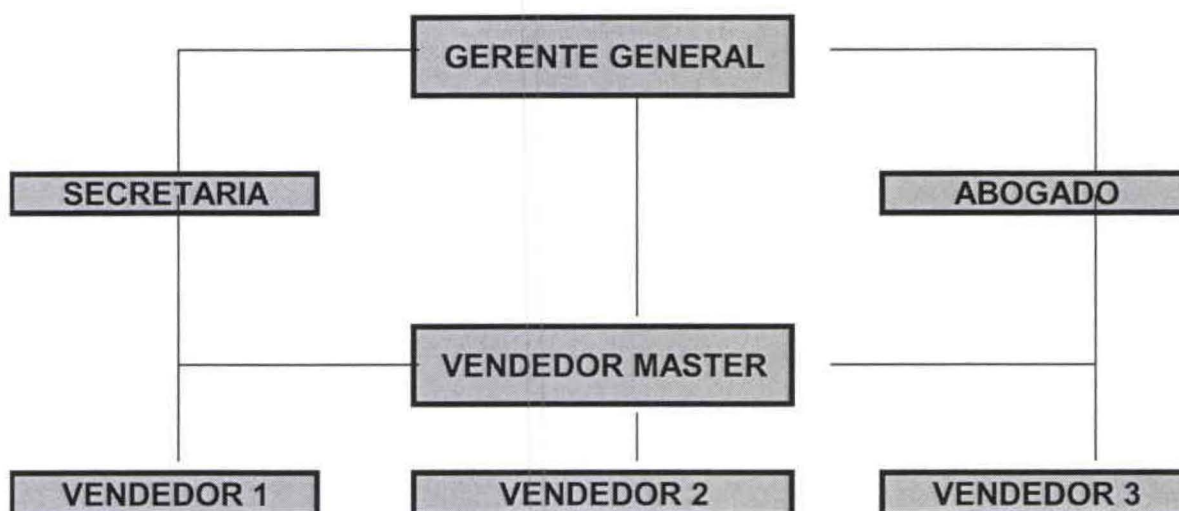 GERENTE GENERAL
SECRETARIA
ABOGADO
VENDEDOR MASTER
VENDEDOR 1
VENDEDOR 2
VENDEDOR 3